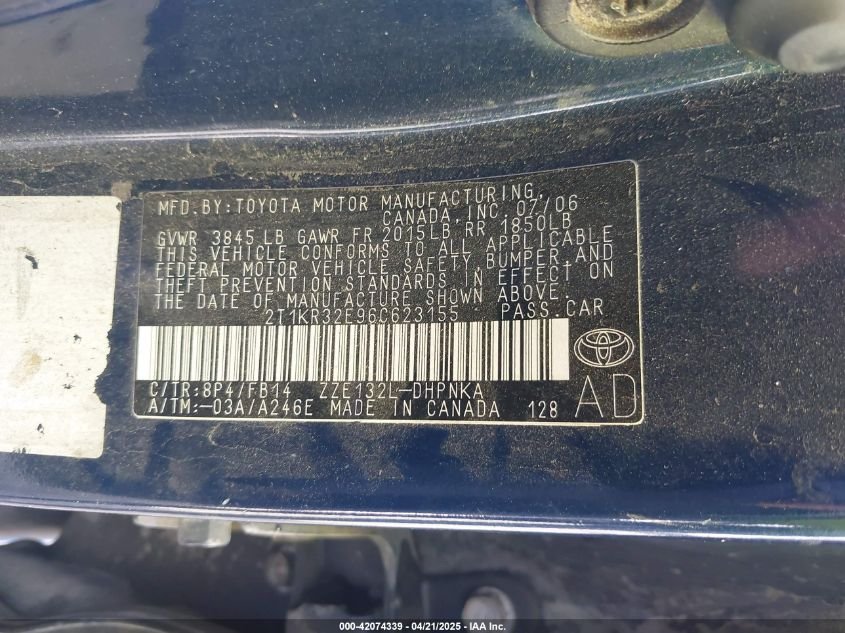 MFD. BY: TOYOTA MOTOR MANUFACTURING,
CANADA, INC. 07/06
GVWR 3845 LB GAWR FR 2015LB RR 1850LB
THIS VEHICLE CONFORMS TO ALL APPLICABLE
FEDERAL MOTOR VEHICLE SAFETY BUMPER, AND
THEFT PREVENTION STANDARDS IN EFFECT ON
THE DATE OF MANUFACTURE SHOWN ABOVE.
2T1KR32E96C623155 PASS.CAR
C/TR:8P4/FB14 ZZE132L-DHPNKA
A/TM:-03A/A246E MADE IN CANADA 128
AD
000-42074339 - 04/21/2025 - IAA Inc.